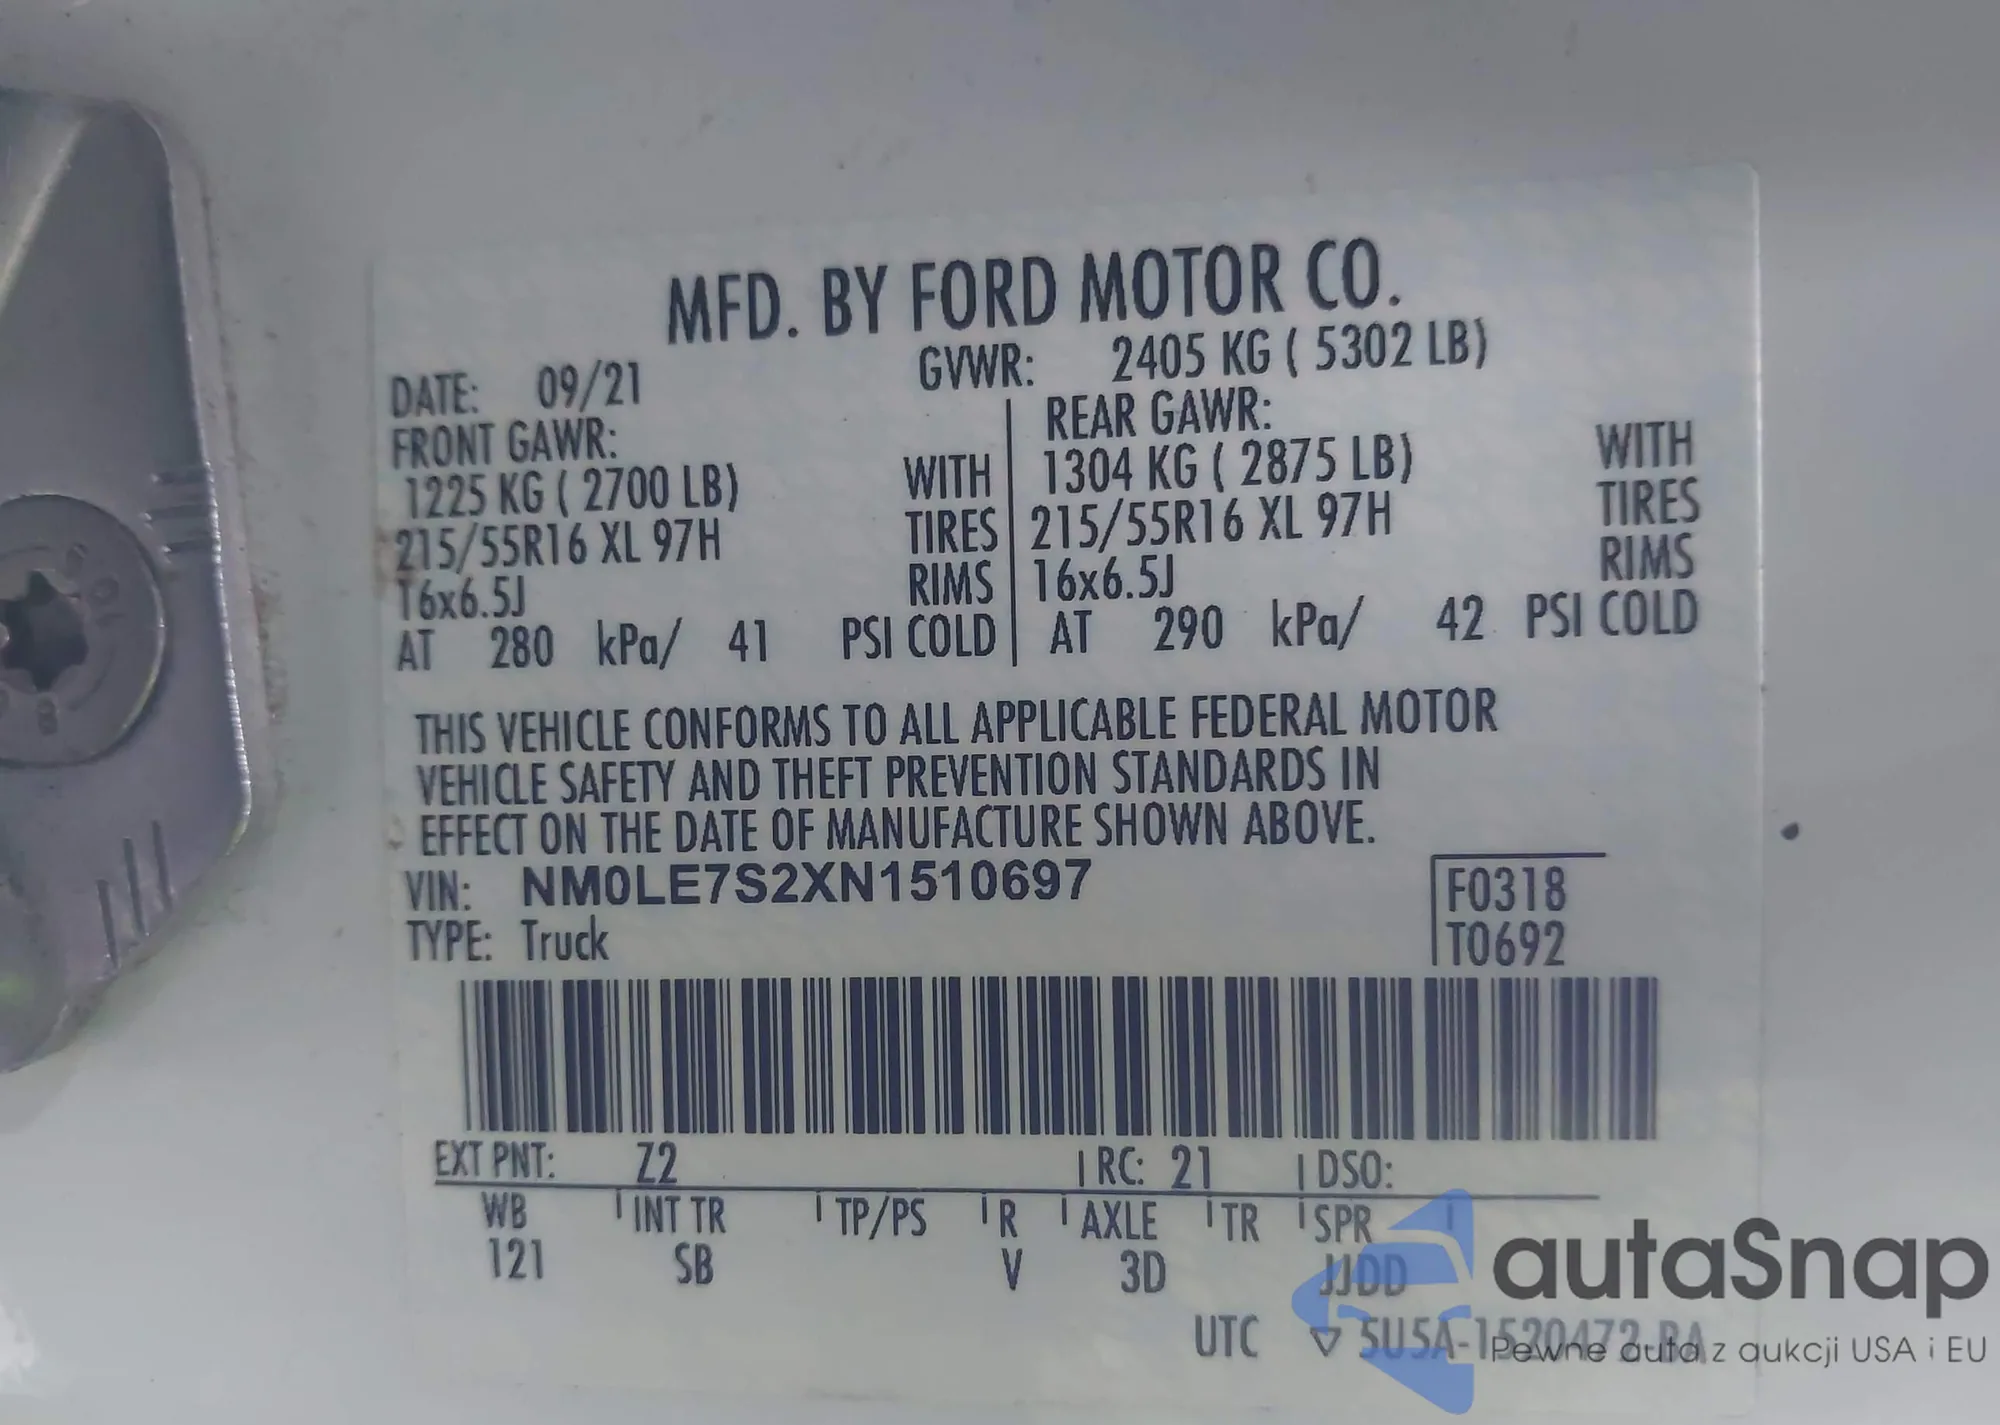 MFD. BY FORD MOTOR CO.
DATE: 09/21
GVWR: 2405 KG ( 5302 LB)
FRONT GAWR:
1225 KG ( 2700 LB) WITH
215/55R16 XL 97H TIRES
16x6.5J RIMS
AT 280 kPa/ 41 PSI COLD
REAR GAWR:
1304 KG ( 2875 LB) WITH
215/55R16 XL 97H TIRES
16x6.5J RIMS
AT 290 kPa/ 42 PSI COLD
THIS VEHICLE CONFORMS TO ALL APPLICABLE FEDERAL MOTOR
VEHICLE SAFETY AND THEFT PREVENTION STANDARDS IN
EFFECT ON THE DATE OF MANUFACTURE SHOWN ABOVE.
VIN: NM0LE7S2XN1510697
F0318
TYPE: Truck
T0692
EXT PNT: Z2 RC: 21 DSO:
WB INT TR TP/PS R AXLE TR SPR
121 SB V 3D JJDD
UTC ▽ 5U5A-1520472-BA
autaSnap
Pewne auta z aukcji USA i EU